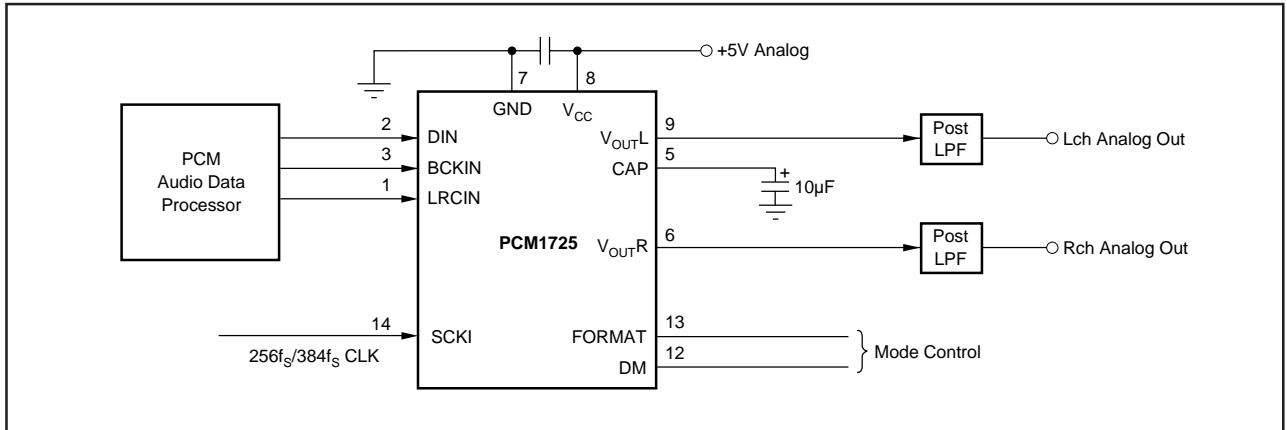 +5V Analog
7
8
GND
VCC
PCM
Audio Data
Processor
2
DIN
3
BCKIN
1
LRCIN
PCM1725
VOUTL
9
CAP
5
+
10µF
VOUTR
6
Post
LPF
Lch Analog Out
Post
LPF
Rch Analog Out
14
SCKI
256fS/384fS CLK
FORMAT
13
DM
12
Mode Control